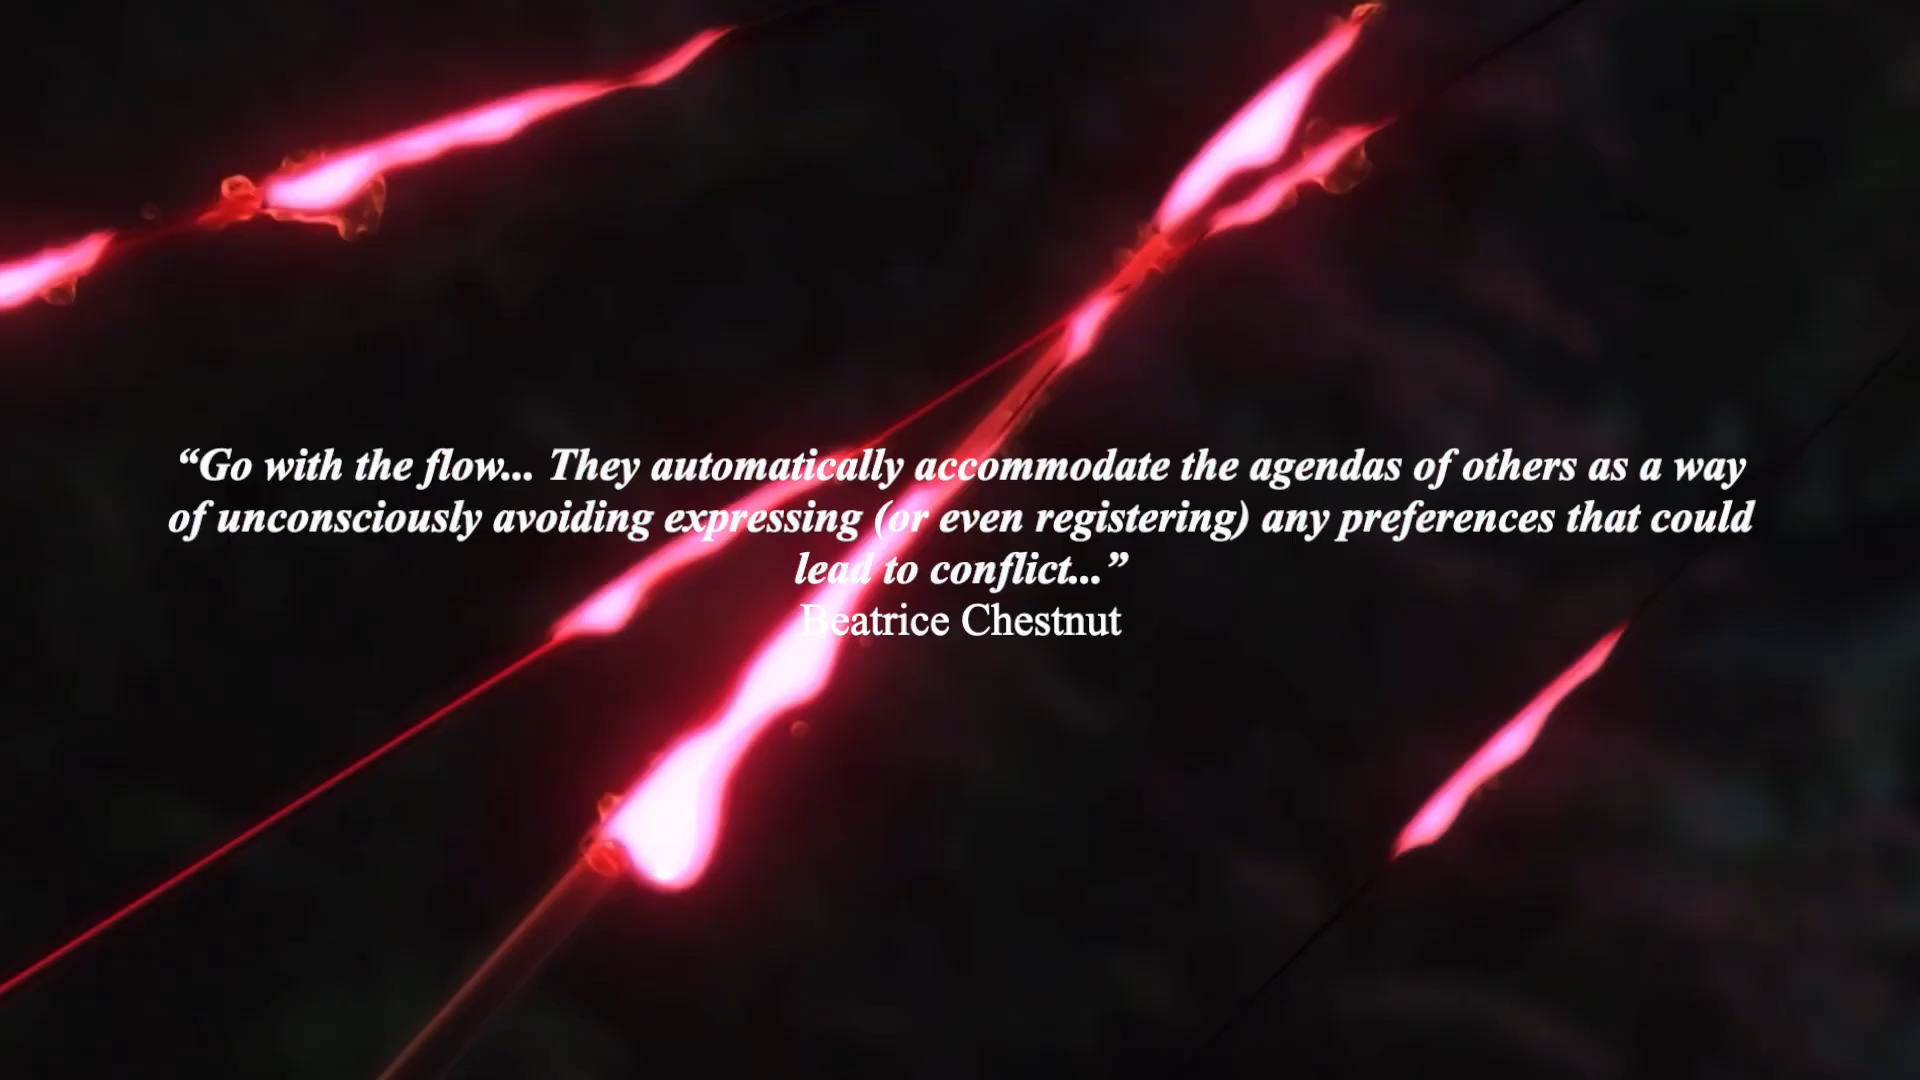 “Go with the flow... They automatically accommodate the agendas of others as a way
of unconsciously avoiding expressing (or even registering) any preferences that could
lead to conflict...”
Beatrice Chestnut